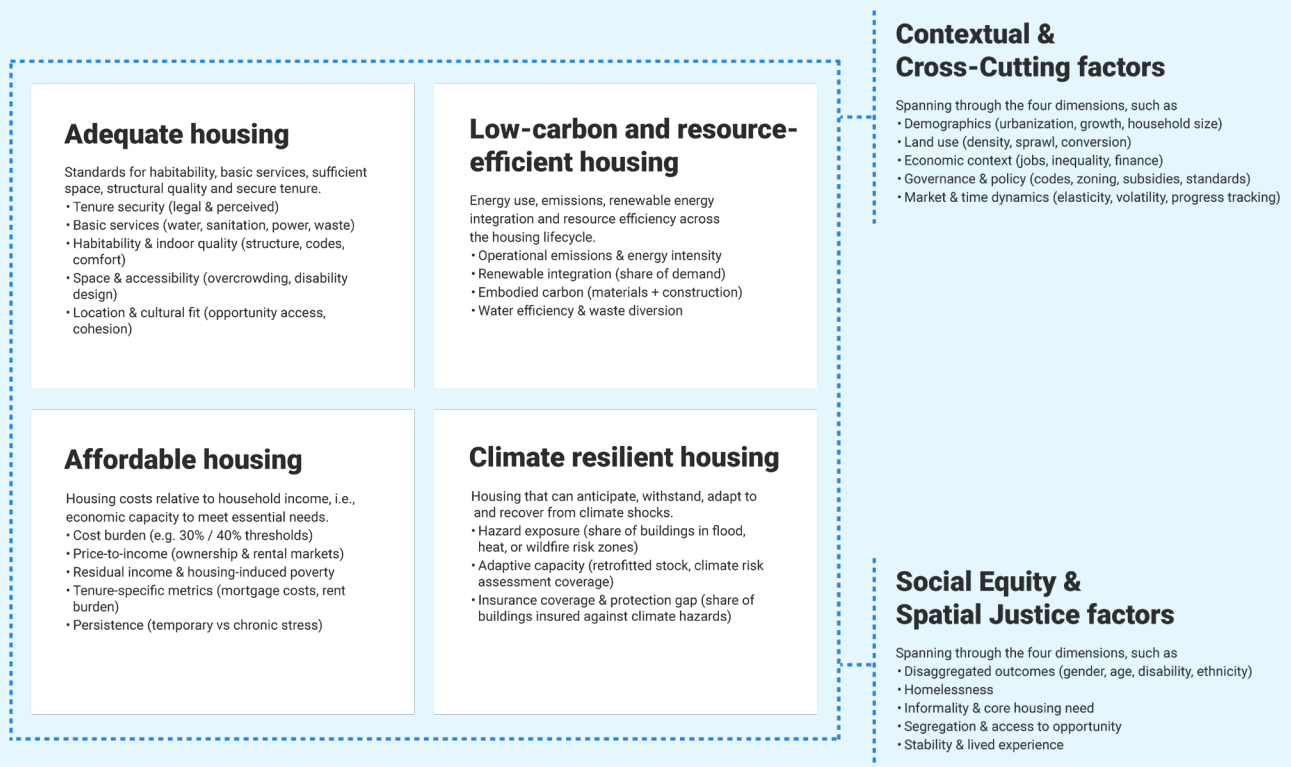 Adequate housing
Standards for habitability, basic services, sufficient
space, structural quality and secure tenure.
• Tenure security (legal & perceived)
• Basic services (water, sanitation, power, waste)
• Habitability & indoor quality (structure, codes,
comfort)
• Space & accessibility (overcrowding, disability
design)
• Location & cultural fit (opportunity access,
cohesion)
Low-carbon and resource-
efficient housing
Energy use, emissions, renewable energy
integration and resource efficiency across
the housing lifecycle.
• Operational emissions & energy intensity
• Renewable integration (share of demand)
• Embodied carbon (materials + construction)
• Water efficiency & waste diversion
Affordable housing
Housing costs relative to household income, i.e.,
economic capacity to meet essential needs.
• Cost burden (e.g. 30% / 40% thresholds)
• Price-to-income (ownership & rental markets)
• Residual income & housing-induced poverty
• Tenure-specific metrics (mortgage costs, rent
burden)
• Persistence (temporary vs chronic stress)
Climate resilient housing
Housing that can anticipate, withstand, adapt to
and recover from climate shocks.
• Hazard exposure (share of buildings in flood,
heat, or wildfire risk zones)
• Adaptive capacity (retrofitted stock, climate risk
assessment coverage)
• Insurance coverage & protection gap (share of
buildings insured against climate hazards)
Contextual &
Cross-Cutting factors
Spanning through the four dimensions, such as
• Demographics (urbanization, growth, household size)
• Land use (density, sprawl, conversion)
• Economic context (jobs, inequality, finance)
• Governance & policy (codes, zoning, subsidies, standards)
• Market & time dynamics (elasticity, volatility, progress tracking)
Social Equity &
Spatial Justice factors
Spanning through the four dimensions, such as
• Disaggregated outcomes (gender, age, disability, ethnicity)
• Homelessness
• Informality & core housing need
• Segregation & access to opportunity
• Stability & lived experience